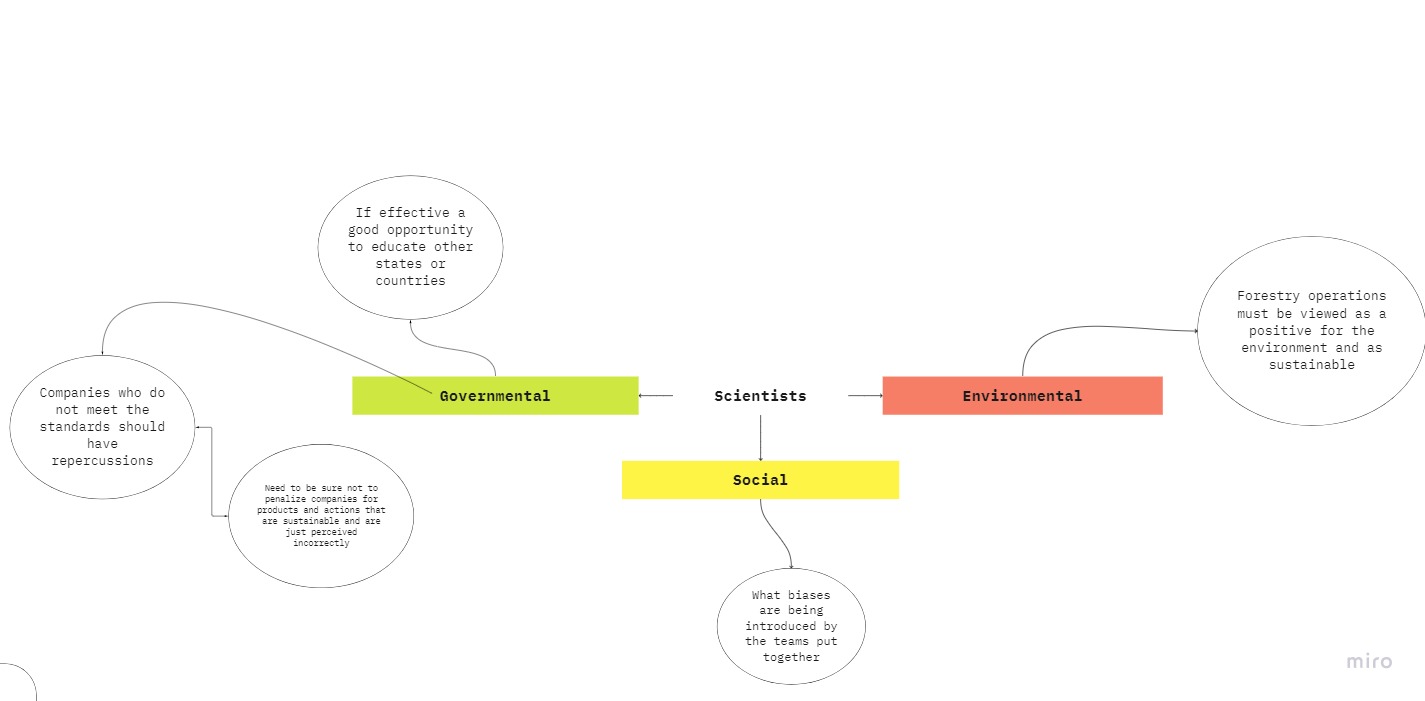 If effective a
good opportunity
to educate other
states or
countries
Forestry operations
must be viewed as a
positive for the
environment and as
sustainable
Companies who do
not meet the
standards should
have
repercussions
Governmental
Scientists
Environmental
Need to be sure not to
penalize companies for
products and actions that
are sustainable and are
just perceived
incorrectly
Social
What biases
are being
introduced by
the teams put
together
miro